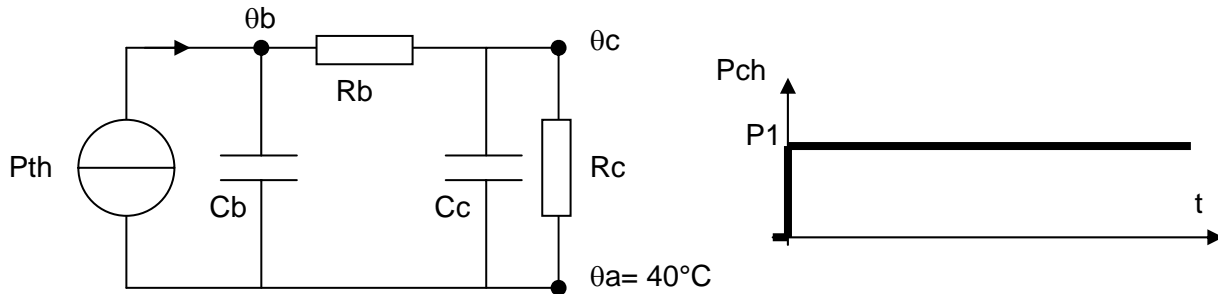 θb
θc
Rb
Pth
Cb
Cc
Rc
θa= 40°C
Pch
P1
t